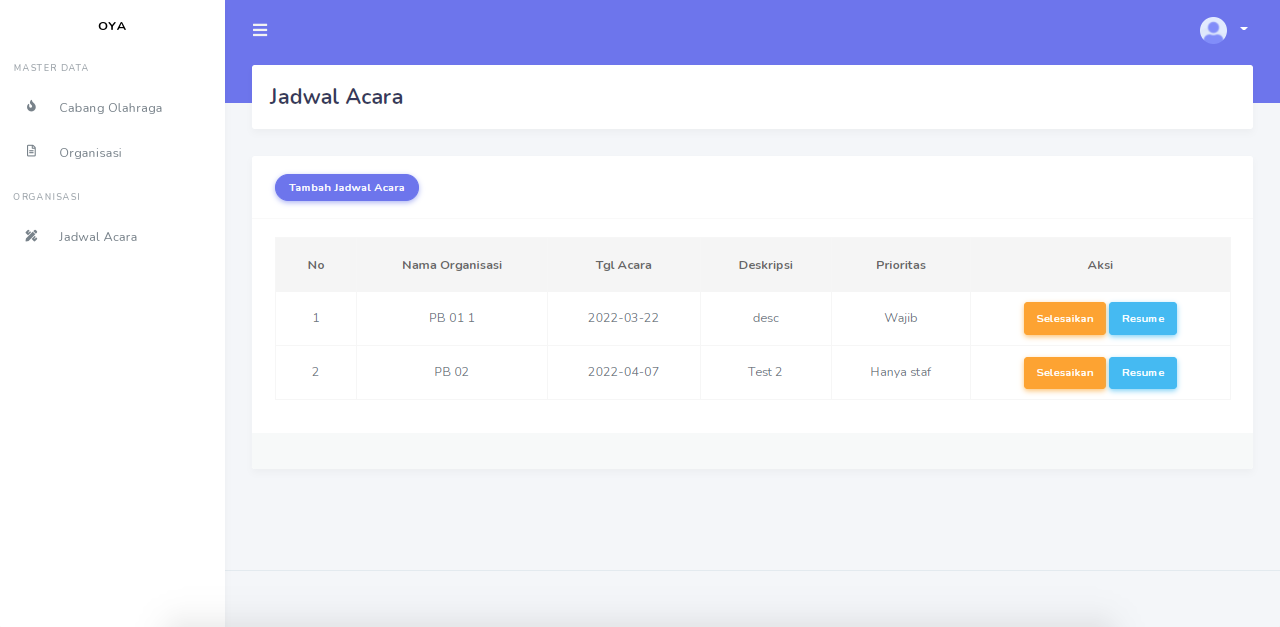 OYA
MASTER DATA
Cabang Olahraga
Organisasi
ORGANISASI
Jadwal Acara
Jadwal Acara
Tambah Jadwal Acara
No Nama Organisasi Tgl Acara Deskripsi Prioritas Aksi
1 PB 01 1 2022-03-22 desc Wajib Selesaikan Resume
2 PB 02 2022-04-07 Test 2 Hanya staf Selesaikan Resume